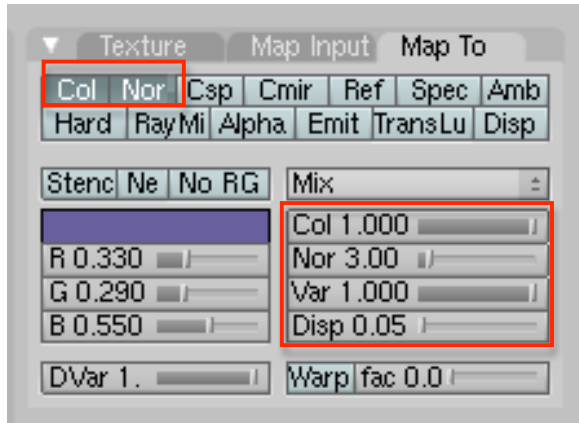 Texture Map Input Map To
Col Nor Csp Cmir Ref Spec Amb
Hard RayMi Alpha Emit TransLu Disp
Stenc Ne No RG Mix
Col 1.000
R 0.330 Nor 3.00
G 0.290 Var 1.000
B 0.550 Disp 0.05
DVar 1. Warp fac 0.0